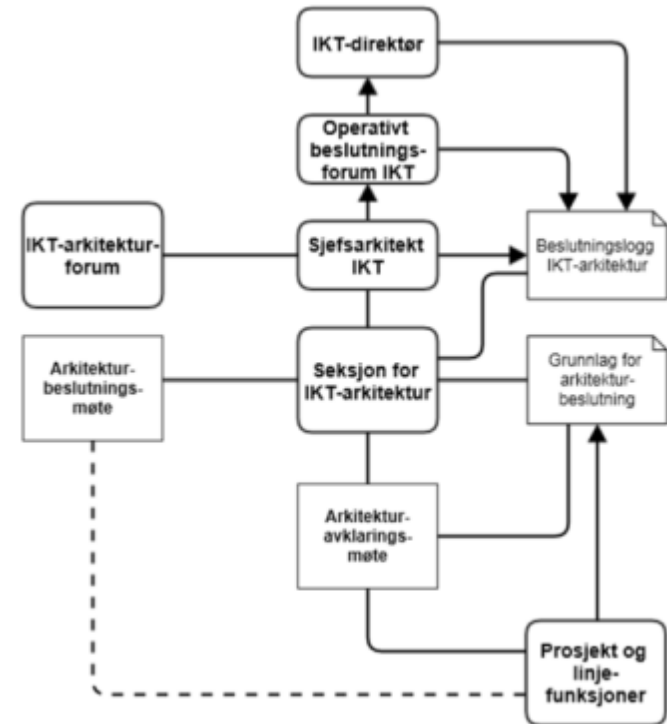 IKT-direktør
Operativt
beslutnings-
forum IKT
IKT-arkitektur-
forum
Sjefsarkitekt
IKT
Beslutningslogg
IKT-arkitektur
Arkitektur-
beslutnings-
møte
Seksjon for
IKT-arkitektur
Grunnlag for
arkitektur-
beslutning
Arkitektur-
avklarings-
møte
Prosjekt og
linje-
funksjoner